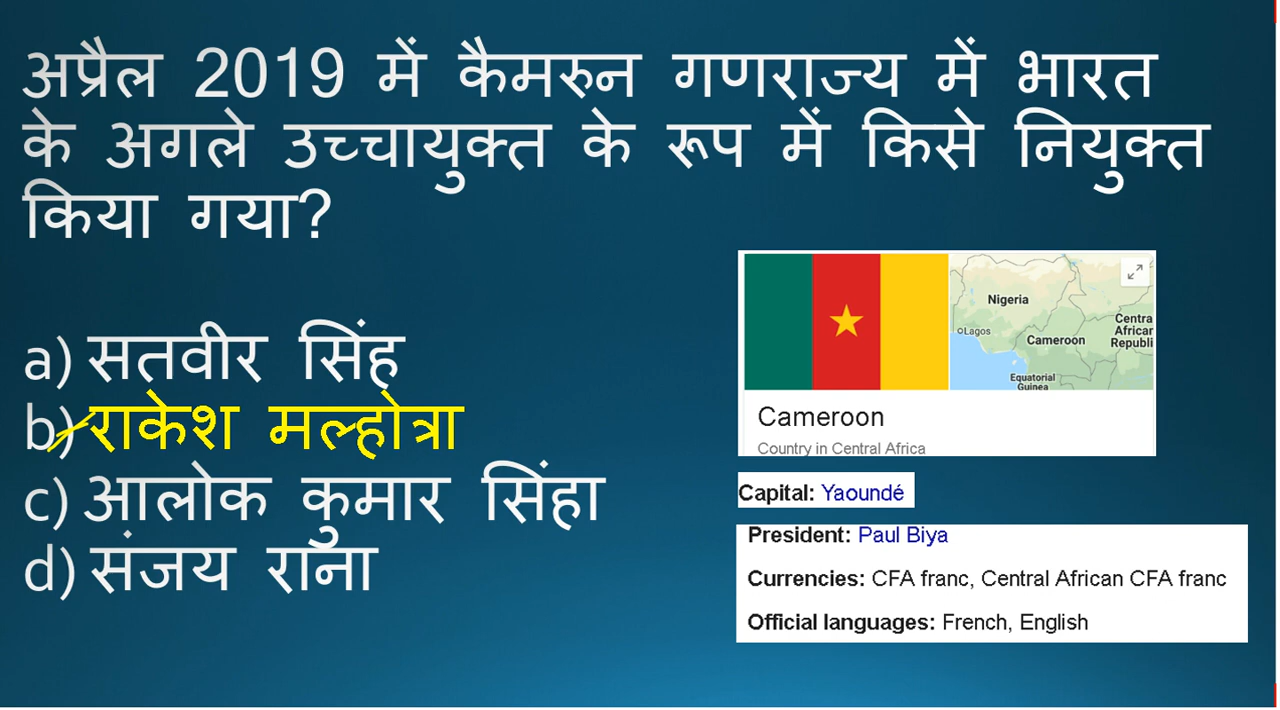 अप्रैल 2019 में कैमरुन गणराज्य में भारत
के अगले उच्चायुक्त के रूप में किसे नियुक्त
किया गया?
a) सतवीर सिंह
b) राकेश मल्होत्रा
c) आलोक कुमार सिंहा
d) संजय राना
Nigeria
Lagos
Cameroon
Centra
Africar
Republi
Equatorial
Guinea
Cameroon
Country in Central Africa
Capital: Yaoundé
President: Paul Biya
Currencies: CFA franc, Central African CFA franc
Official languages: French, English